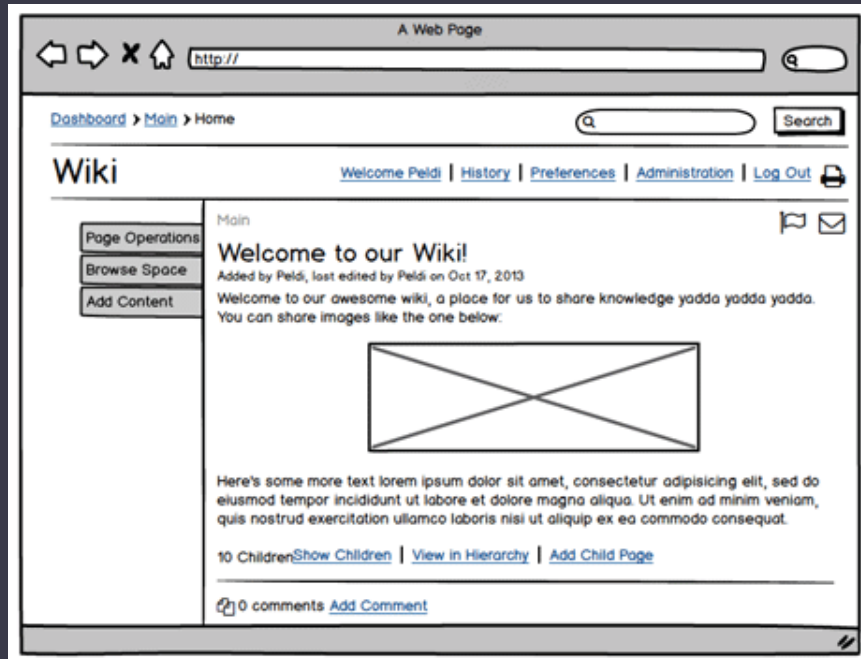 A Web Page
http://
Dashboard > Main > Home
Search
Wiki
Welcome Peldi | History | Preferences | Administration | Log Out
Page Operations
Browse Space
Add Content
Main
Welcome to our Wiki!
Added by Peldi, last edited by Peldi on Oct 17, 2013
Welcome to our awesome wiki, a place for us to share knowledge yadda yadda yadda.
You can share images like the one below:
Here's some more text lorem ipsum dolor sit amet, consectetur adipisicing elit, sed do
eiusmod tempor incididunt ut labore et dolore magna aliqua. Ut enim ad minim veniam,
quis nostrud exercitation ullamco laboris nisi ut aliquip ex ea commodo consequat.
10 Children Show Children | View in Hierarchy | Add Child Page
0 comments Add Comment